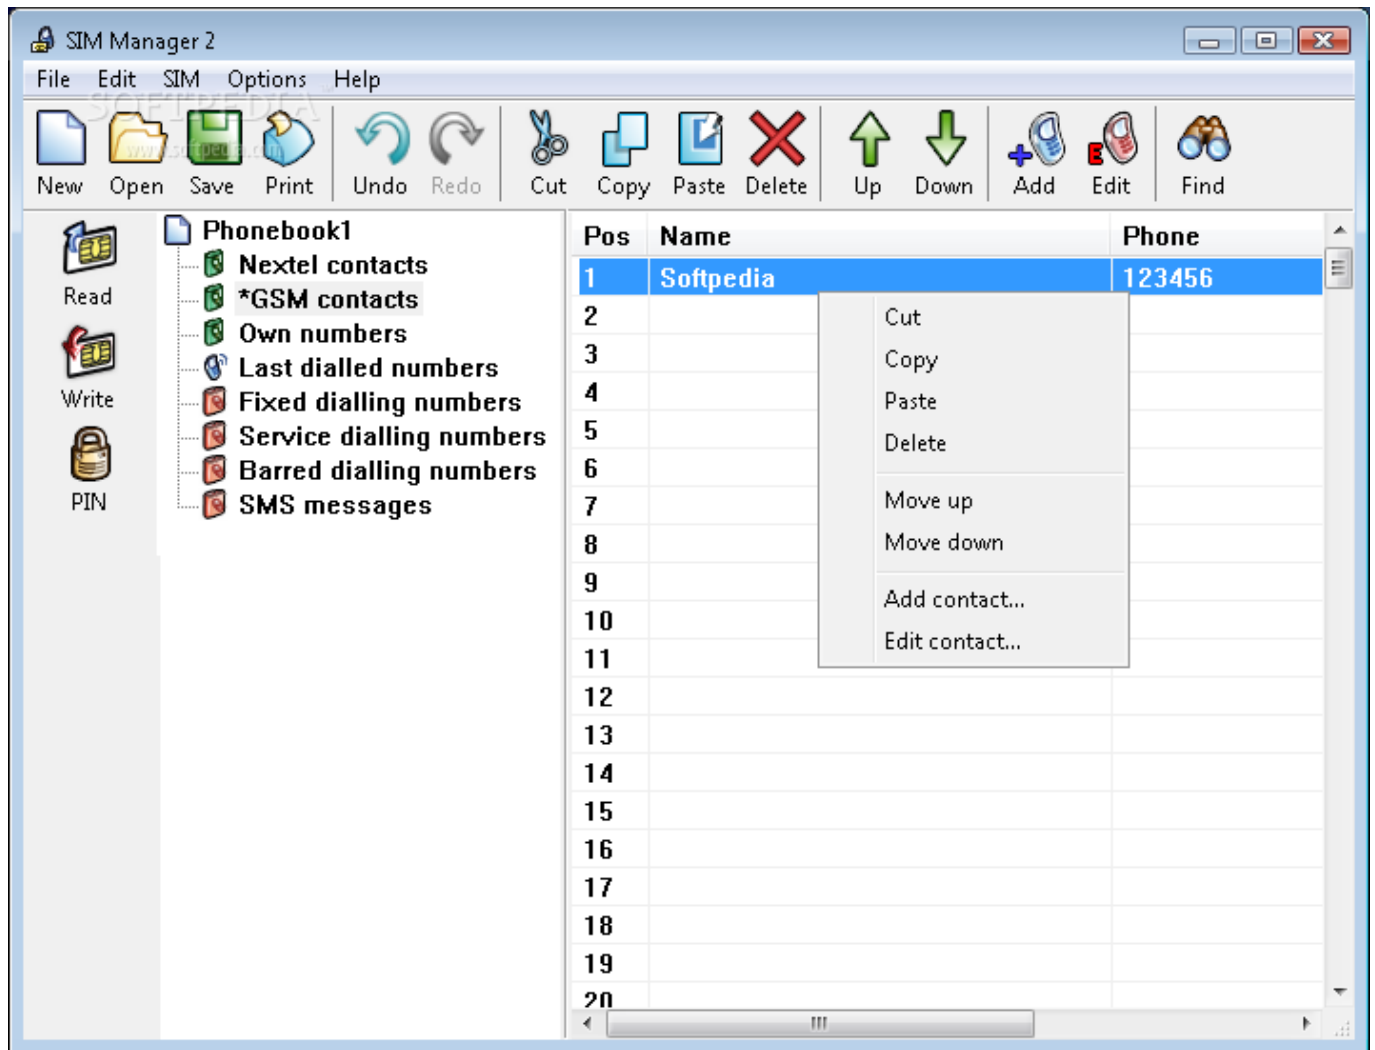 SIM Manager 2
File Edit SIM Options Help
SOFTPEDIA
www.softpedia.com
New Open Save Print Undo Redo Cut Copy Paste Delete Up Down Add Edit Find
Read
Write
PIN
Phonebook1
Nextel contacts
*GSM contacts
Own numbers
Last dialled numbers
Fixed dialling numbers
Service dialling numbers
Barred dialling numbers
SMS messages
Pos Name Phone
1 Softpedia 123456
2
3
4
5
6
7
8
9
10
11
12
13
14
15
16
17
18
19
20
Cut
Copy
Paste
Delete
Move up
Move down
Add contact...
Edit contact...